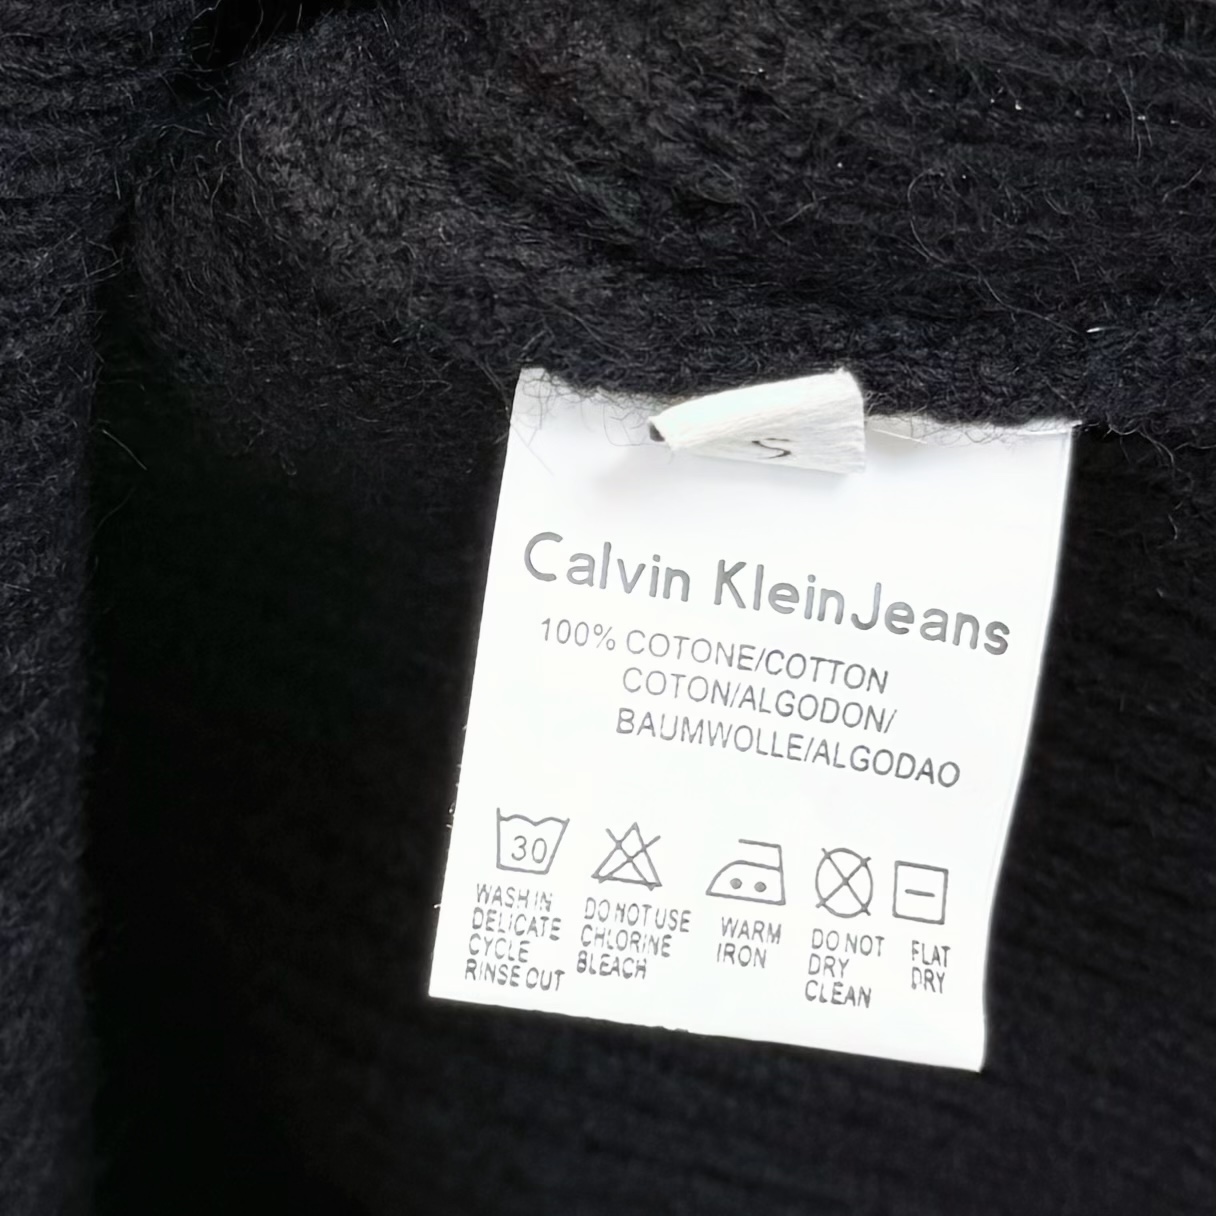 S
Calvin KleinJeans
100% COTONE/COTTON
COTON/ALGODON/
BAUMWOLLE/ALGODAO
30
WASH IN
DELICATE
CYCLE
RINSE OUT
DO NOT USE
CHLORINE
BLEACH
WARM
IRON
DO NOT
DRY
CLEAN
FLAT
DRY